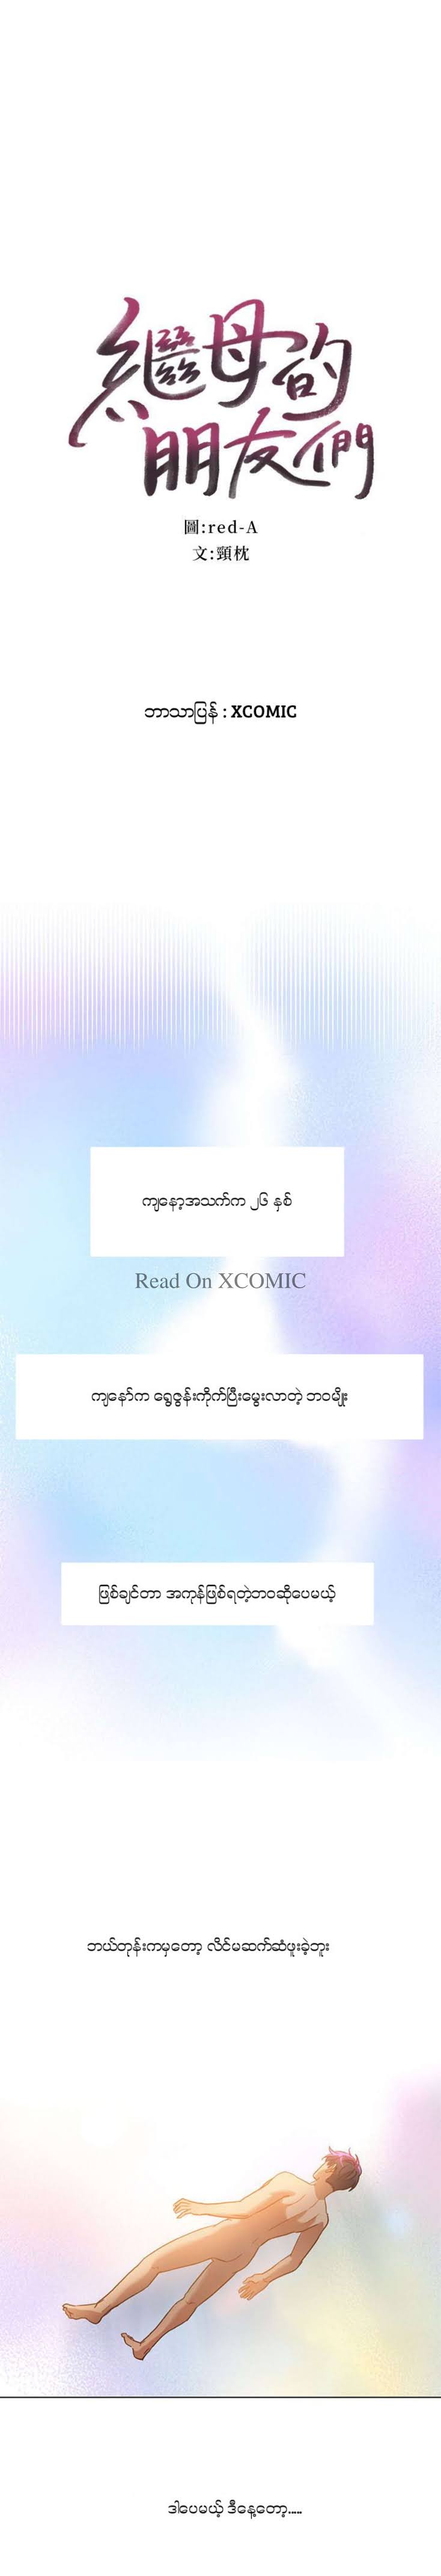 繼母的
朋友們
圖:red-A
文:頸枕
ဘာသာပြန် : XCOMIC
ကျနော့အသက်က ၂၆ နှစ်
Read On XCOMIC
ကျနော်က ရွှေဇွန်းကိုက်ပြီးမွေးလာတဲ့ ဘဝမျိုး
ဖြစ်ချင်တာ အကုန်ဖြစ်ရတဲ့ဘဝဆိုပေမယ့်
ဘယ်တုန်းကမှတော့ လိင်မဆက်ဆံဖူးခဲ့ဘူး
ဒါပေမယ့် ဒီနေ့တော့.....